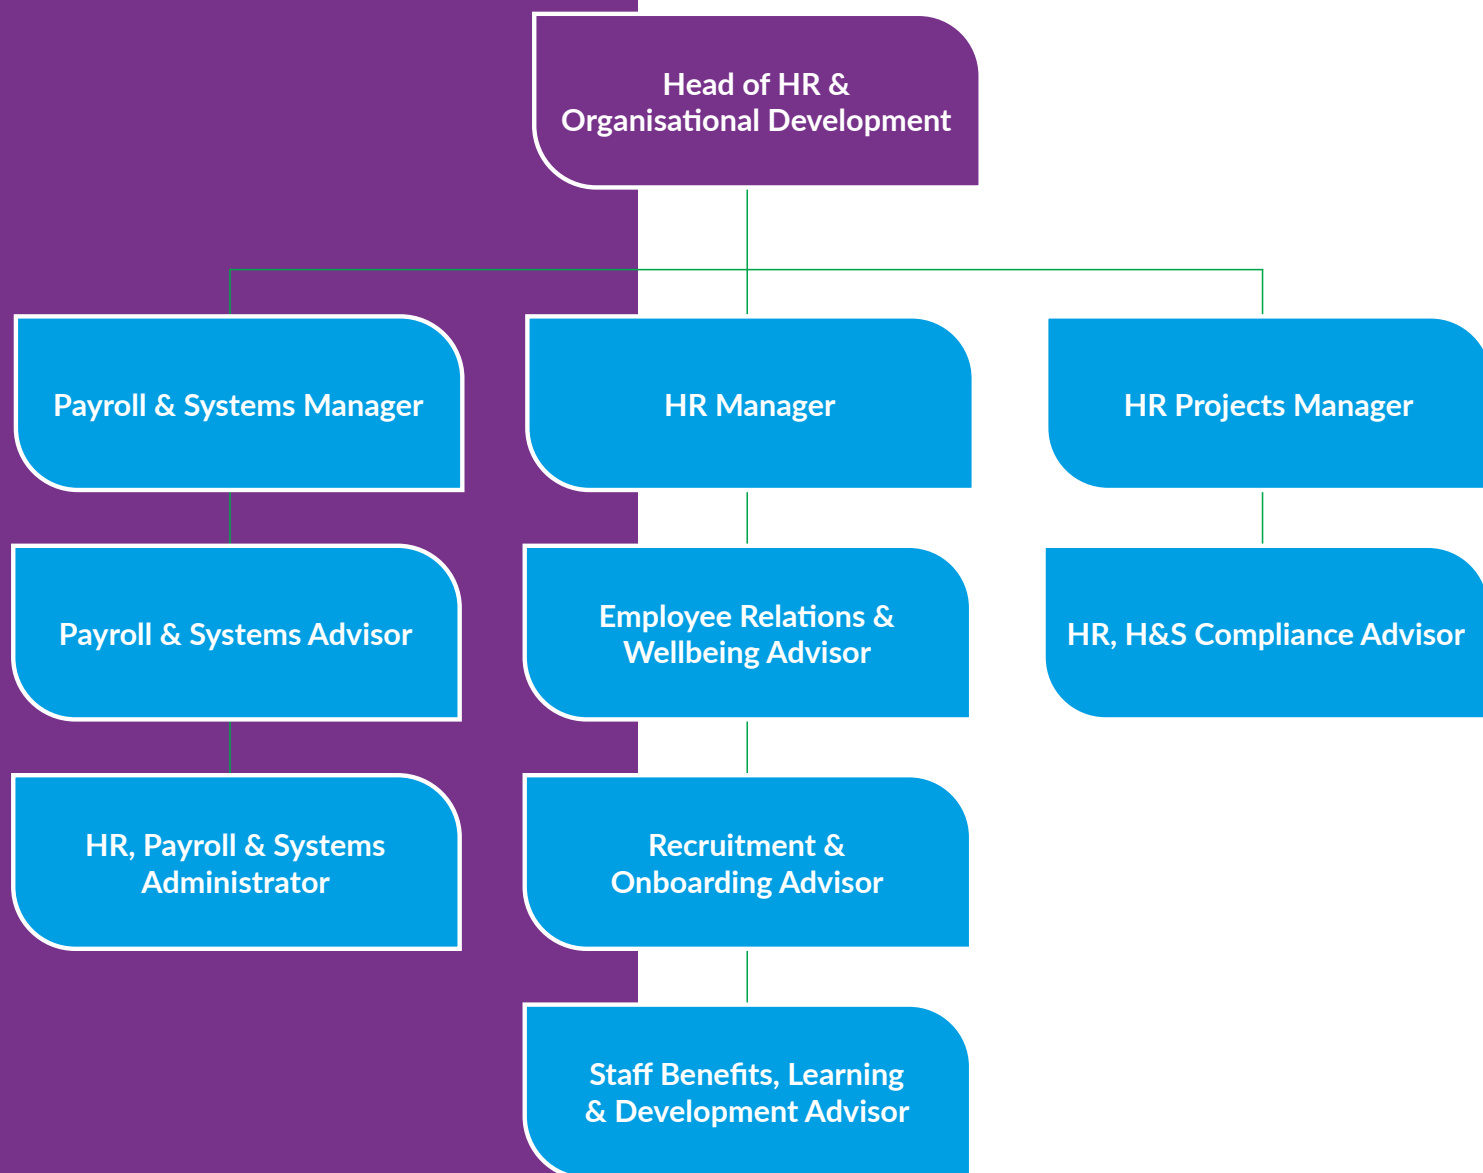 Head of HR &
Organisational Development
Payroll & Systems Manager
HR Manager
HR Projects Manager
Payroll & Systems Advisor
Employee Relations &
Wellbeing Advisor
HR, H&S Compliance Advisor
HR, Payroll & Systems
Administrator
Recruitment &
Onboarding Advisor
Staff Benefits, Learning
& Development Advisor